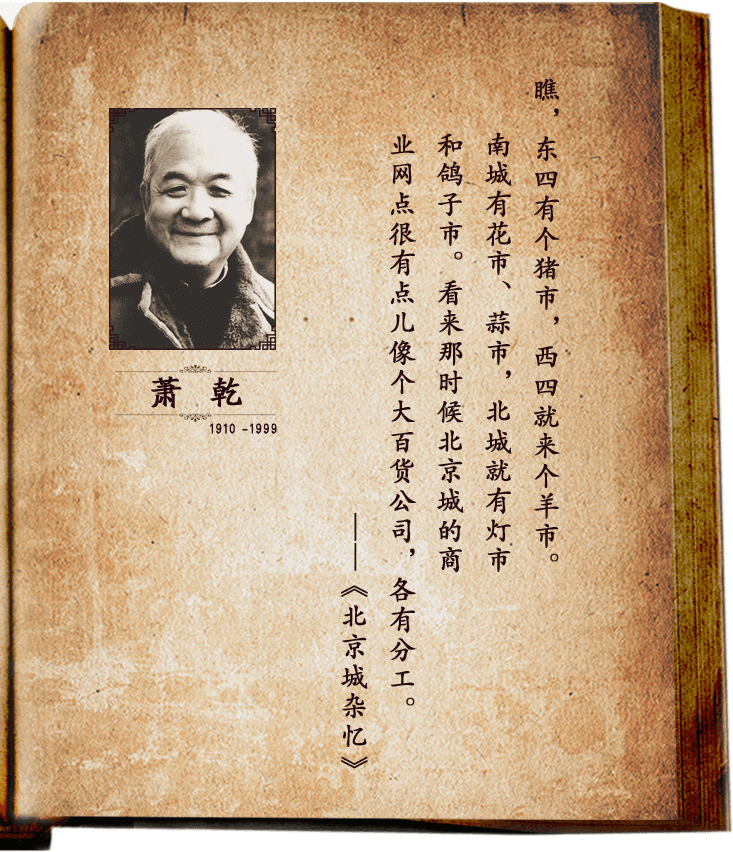 瞧，东四有个猪市，西四就来个羊市。
南城有花市、蒜市，北城就有灯市
和鸽子市。看来那时候北京城的商
业网点很有点儿像个大百货公司，各有分工。
——《北京城杂忆》
萧 乾
1910 -1999